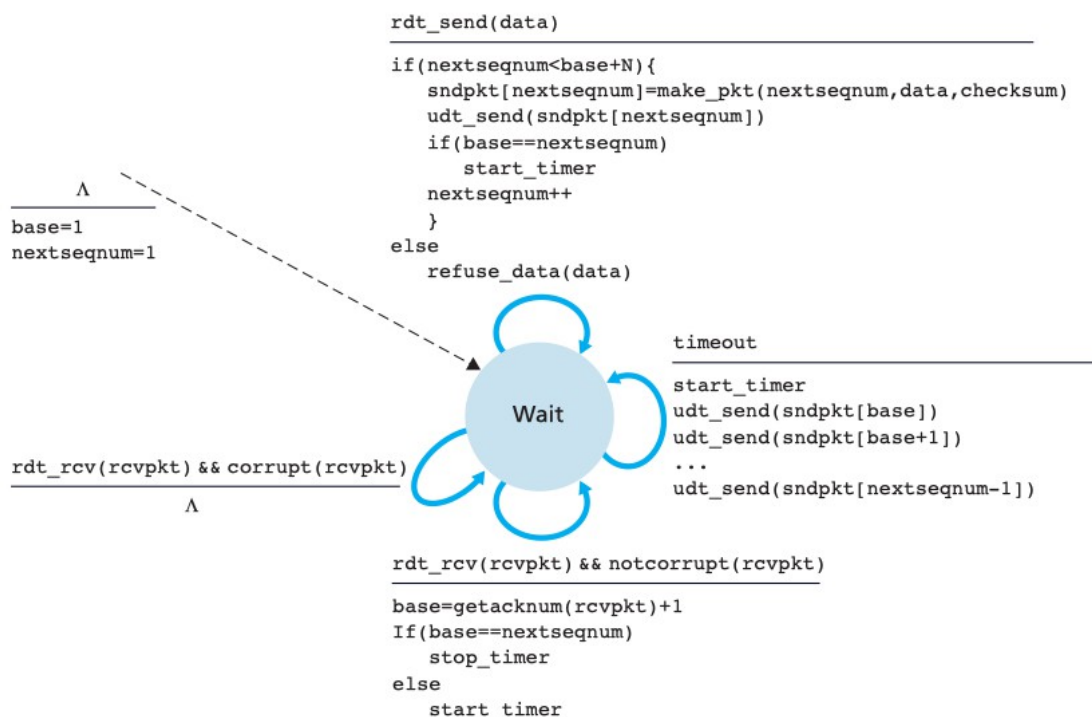 rdt_send(data)
if(nextseqnum<base+N){
sndpkt[nextseqnum]=make_pkt(nextseqnum,data,checksum)
udt_send(sndpkt[nextseqnum])
if(base==nextseqnum)
start_timer
nextseqnum++
}
else
refuse_data(data)
Λ
base=1
nextseqnum=1
timeout
start_timer
udt_send(sndpkt[base])
udt_send(sndpkt[base+1])
...
udt_send(sndpkt[nextseqnum-1])
Wait
rdt_rcv(rcvpkt) && corrupt(rcvpkt)
Λ
rdt_rcv(rcvpkt) && notcorrupt(rcvpkt)
base=getacknum(rcvpkt)+1
If(base==nextseqnum)
stop_timer
else
start timer